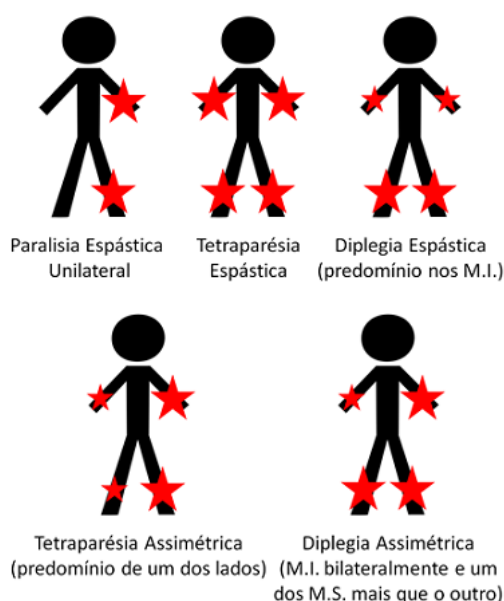 Paralisia Espástica
Unilateral
Tetraparésia
Espástica
Diplegia Espástica
(predomínio nos M.I.)
Tetraparésia Assimétrica
(predomínio de um dos lados)
Diplegia Assimétrica
(M.I. bilateralmente e um
dos M.S. mais que o outro)